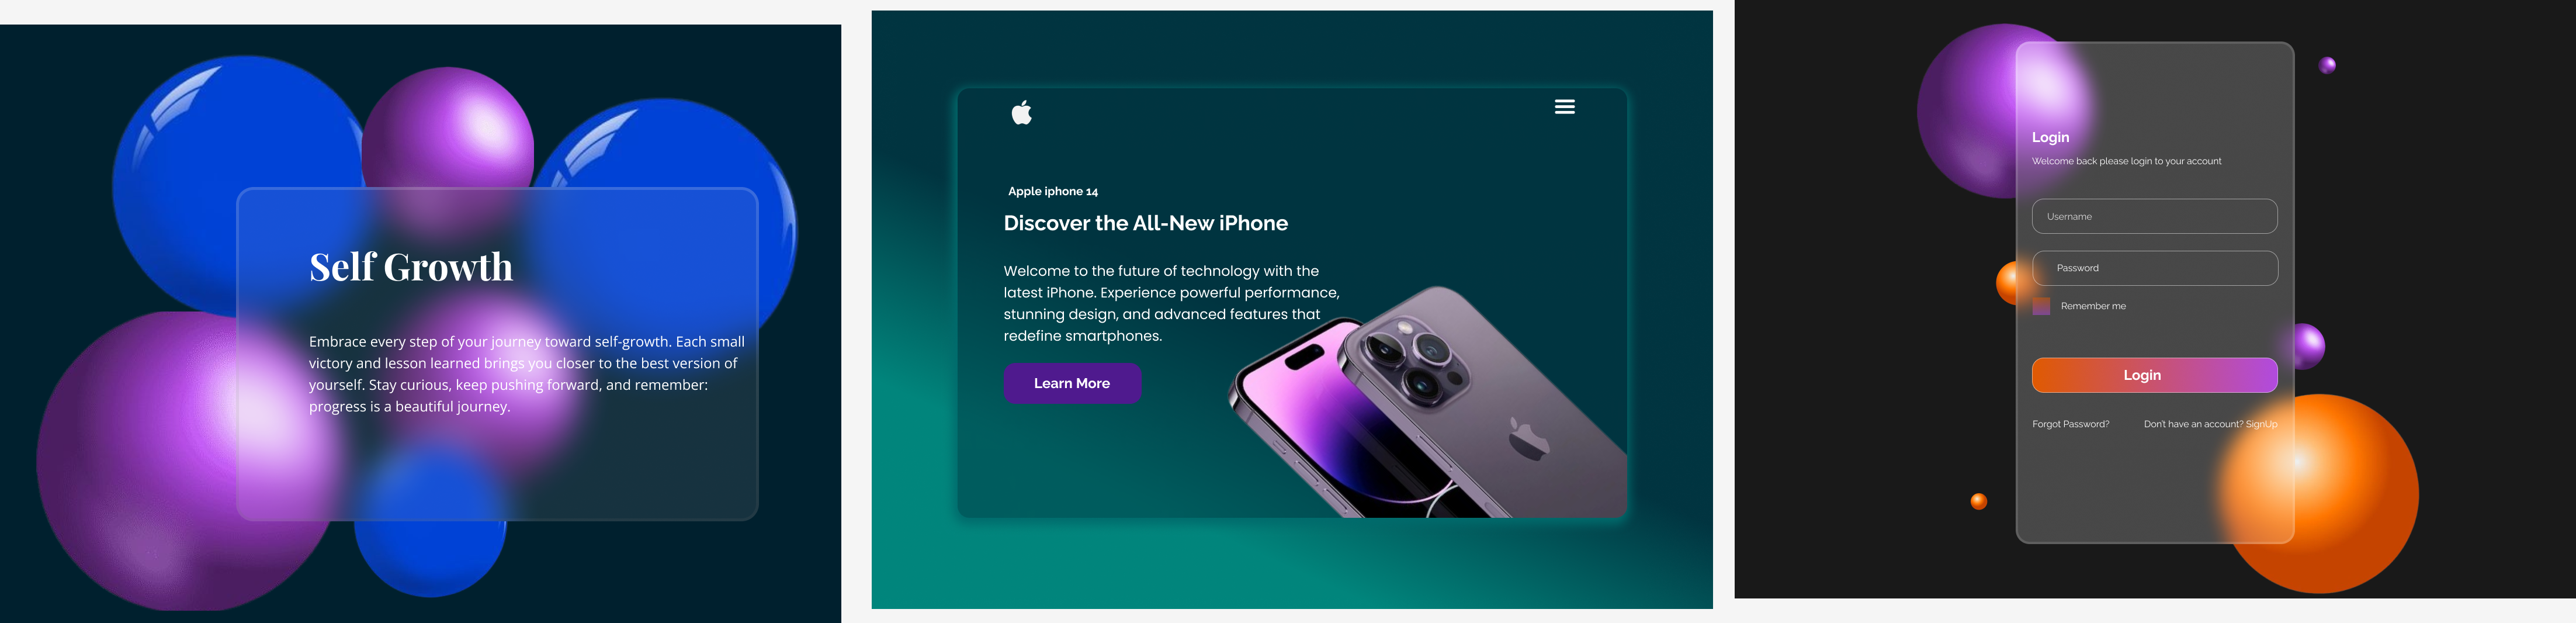 Self Growth
Embrace every step of your journey toward self-growth. Each small
victory and lesson learned brings you closer to the best version of
yourself. Stay curious, keep pushing forward, and remember:
progress is a beautiful journey.
Apple iphone 14
Discover the All-New iPhone
Welcome to the future of technology with the
latest iPhone. Experience powerful performance,
stunning design, and advanced features that
redefine smartphones.
Learn More
Login
Welcome back please login to your account
Username
Password
Remember me
Login
Forgot Password? Don't have an account? SignUp